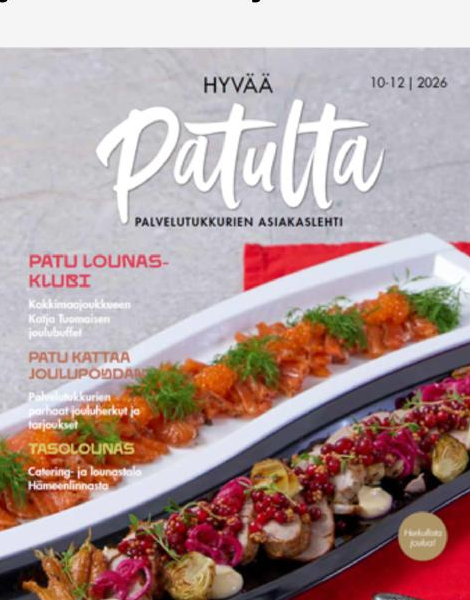 HYVÄÄ
10-12 | 2026
Patulta
PALVELUTUKKURIEN ASIAKASLEHTI
PATU LOUNAS-
KLUBI
Kokkimaajoukkueen
Katja Tuomaisen
joulubuffet
PATU KATTAA
JOULUPÖYDÄN
Palvelutukkurien
parhaat jouluherkut ja
tarjoukset
TASOLOUNAS
Catering- ja lounastalo
Hämeenlinnasta
Herkullista
joulua!